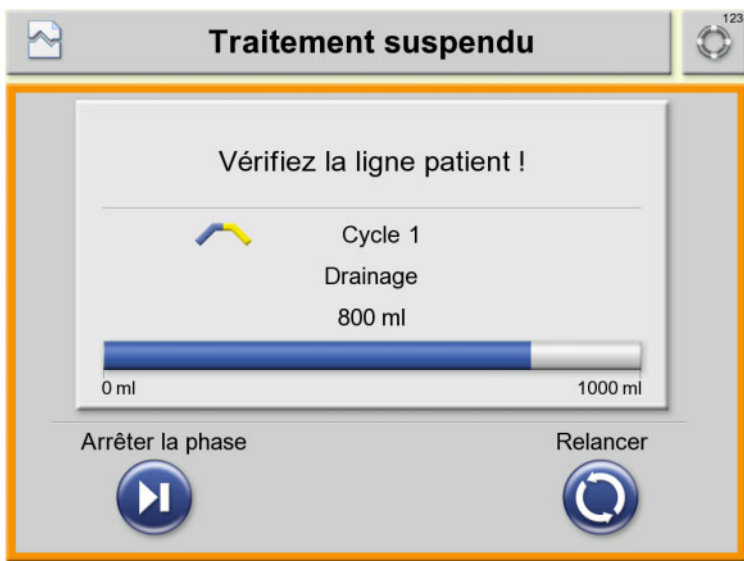 Traitement suspendu
123
Vérifiez la ligne patient !
Cycle 1
Drainage
800 ml
0 ml
1000 ml
Arrêter la phase
Relancer